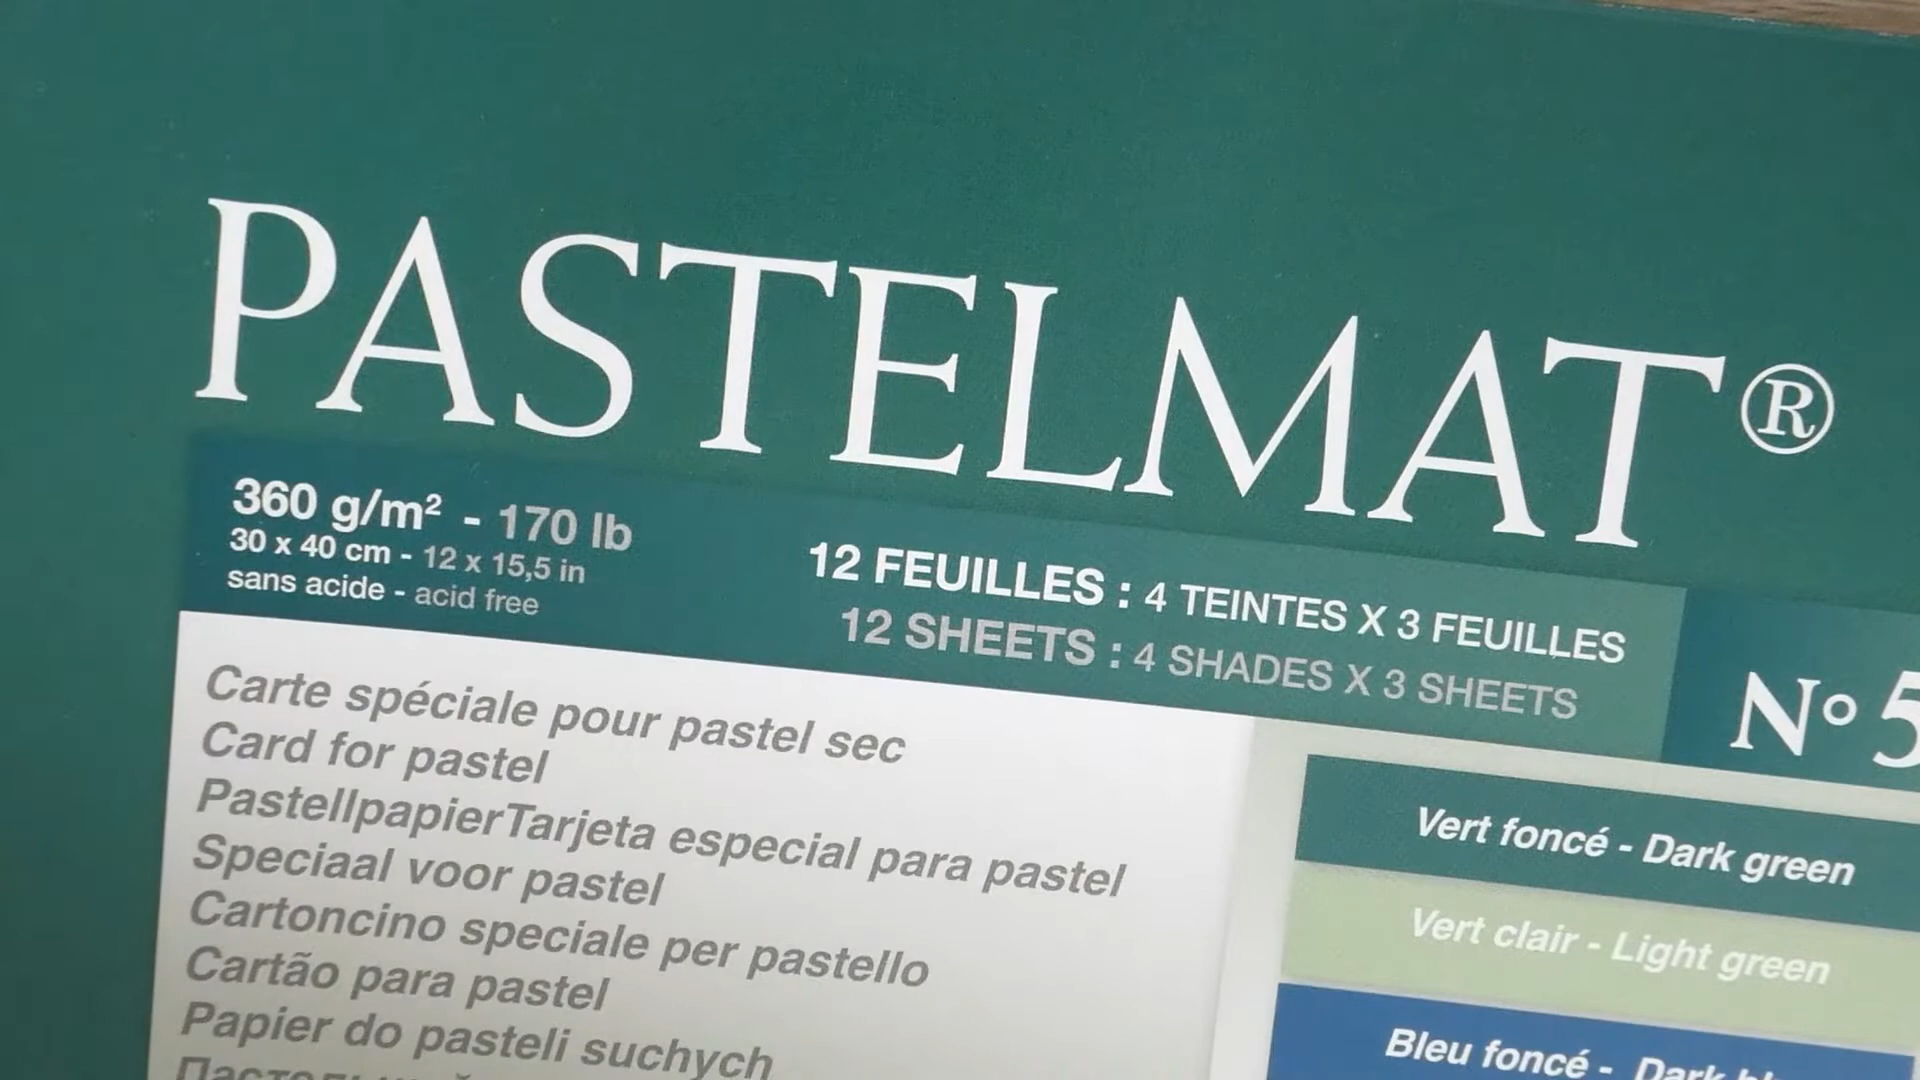 PASTELMAT®
360 g/m² - 170 lb
30 x 40 cm - 12 x 15,5 in
sans acide - acid free
12 FEUILLES : 4 TEINTES X 3 FEUILLES
12 SHEETS : 4 SHADES X 3 SHEETS
N° 5
Carte spéciale pour pastel sec
Card for pastel
PastellpapierTarjeta especial para pastel
Speciaal voor pastel
Cartoncino speciale per pastello
Cartão para pastel
Papier do pasteli suchych
Vert foncé - Dark green
Vert clair - Light green
Bleu foncé - Dark